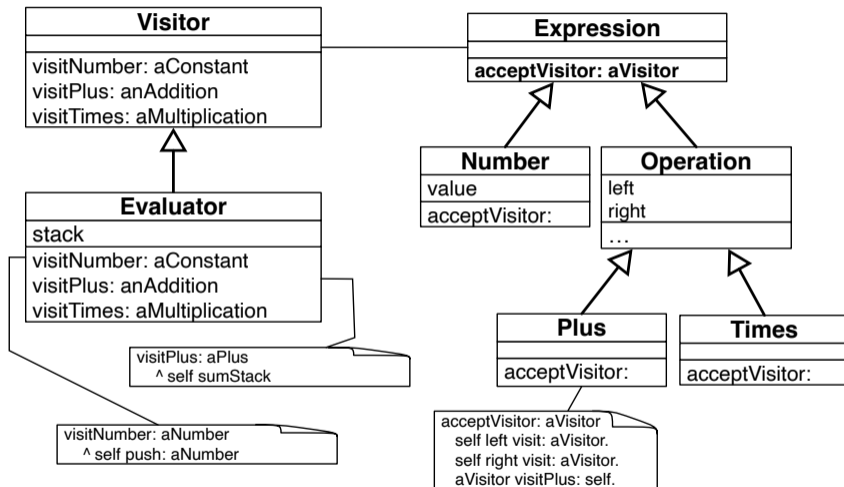 Visitor
visitNumber: aConstant
visitPlus: anAddition
visitTimes: aMultiplication
Expression
acceptVisitor: aVisitor
Number
value
acceptVisitor:
Operation
left
right
...
Evaluator
stack
visitNumber: aConstant
visitPlus: anAddition
visitTimes: aMultiplication
Plus
acceptVisitor:
Times
acceptVisitor:
visitPlus: aPlus
^ self sumStack
visitNumber: aNumber
^ self push: aNumber
acceptVisitor: aVisitor
self left visit: aVisitor.
self right visit: aVisitor.
aVisitor visitPlus: self.